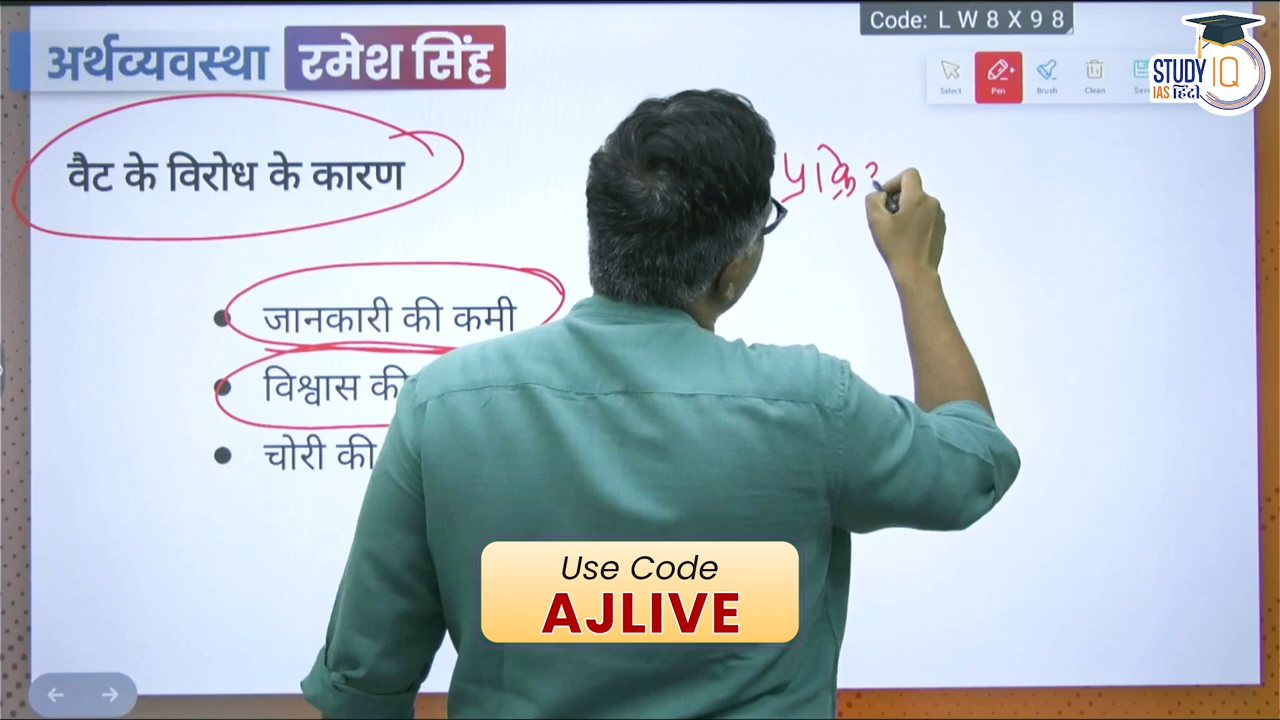 Code: L W 8 X 9 8
अर्थव्यवस्था रमेश सिंह
Select Pen Brush Clean Save
STUDY IQ
IAS हिंदी
वैट के विरोध के कारण
जानकारी की कमी
विश्वास की
चोरी की
Use Code
AJLIVE